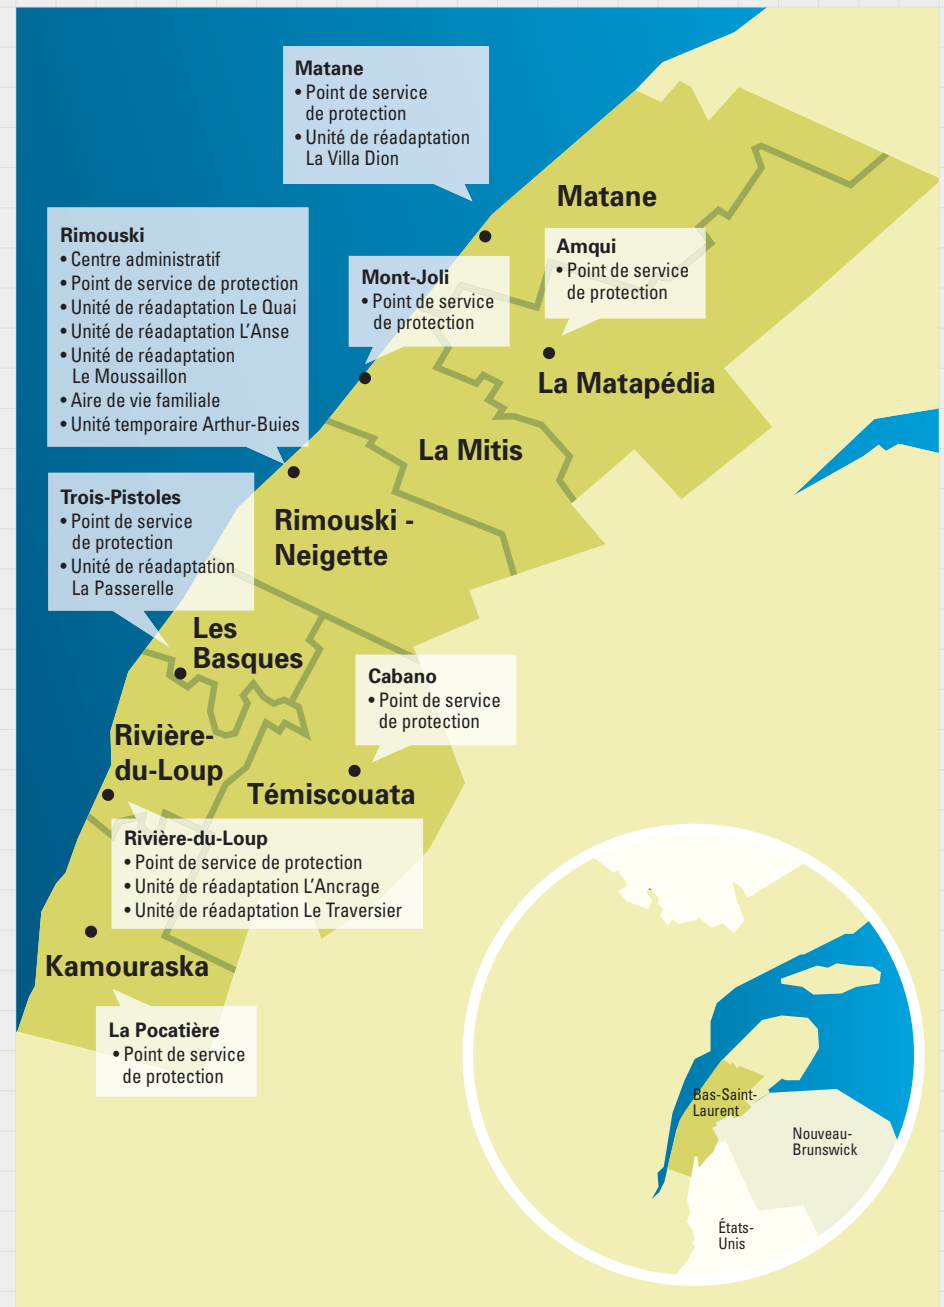 Matane
• Point de service
de protection
• Unité de réadaptation
La Villa Dion
Matane
Rimouski
• Centre administratif
• Point de service de protection
• Unité de réadaptation Le Quai
• Unité de réadaptation L’Anse
• Unité de réadaptation
Le Moussaillon
• Aire de vie familiale
• Unité temporaire Arthur-Buies
Mont-Joli
• Point de service
de protection
Amqui
• Point de service
de protection
La Matapédia
La Mitis
Trois-Pistoles
• Point de service
de protection
• Unité de réadaptation
La Passerelle
Rimouski -
Neigette
Les
Basques
Cabano
• Point de service
de protection
Rivière-
du-Loup
Témiscouata
Rivière-du-Loup
• Point de service de protection
• Unité de réadaptation L’Ancrage
• Unité de réadaptation Le Traversier
Kamouraska
La Pocatière
• Point de service
de protection
Bas-Saint-
Laurent
Nouveau-
Brunswick
États-
Unis